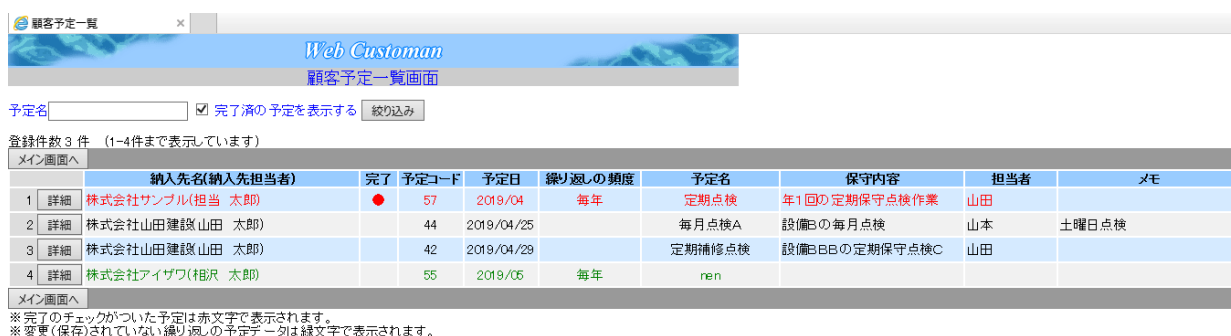 顧客予定一覧 ×
Web Customan
顧客予定一覧画面
予定名 完了済の予定を表示する 絞り込み
登録件数3件 (1-4件まで表示しています)
メイン画面へ
納入先名(納入先担当者) 完了 予定コード 予定日 繰り返しの頻度 予定名 保守内容 担当者 メモ
1 詳細 株式会社サンプル(担当 太郎) ● 57 2019/04 毎年 定期点検 年1回の定期保守点検作業 山田
2 詳細 株式会社山田建設(山田 太郎) 44 2019/04/25 毎月点検A 設備Bの毎月点検 山本 土曜日点検
3 詳細 株式会社山田建設(山田 太郎) 42 2019/04/29 定期補修点検 設備BBBの定期保守点検C 山田
4 詳細 株式会社アイザワ(相沢 太郎) 55 2019/05 毎年 nen
メイン画面へ
※完了のチェックがついた予定は赤文字で表示されます。
※変更(保存)されていない繰り返しの予定データは緑文字で表示されます。